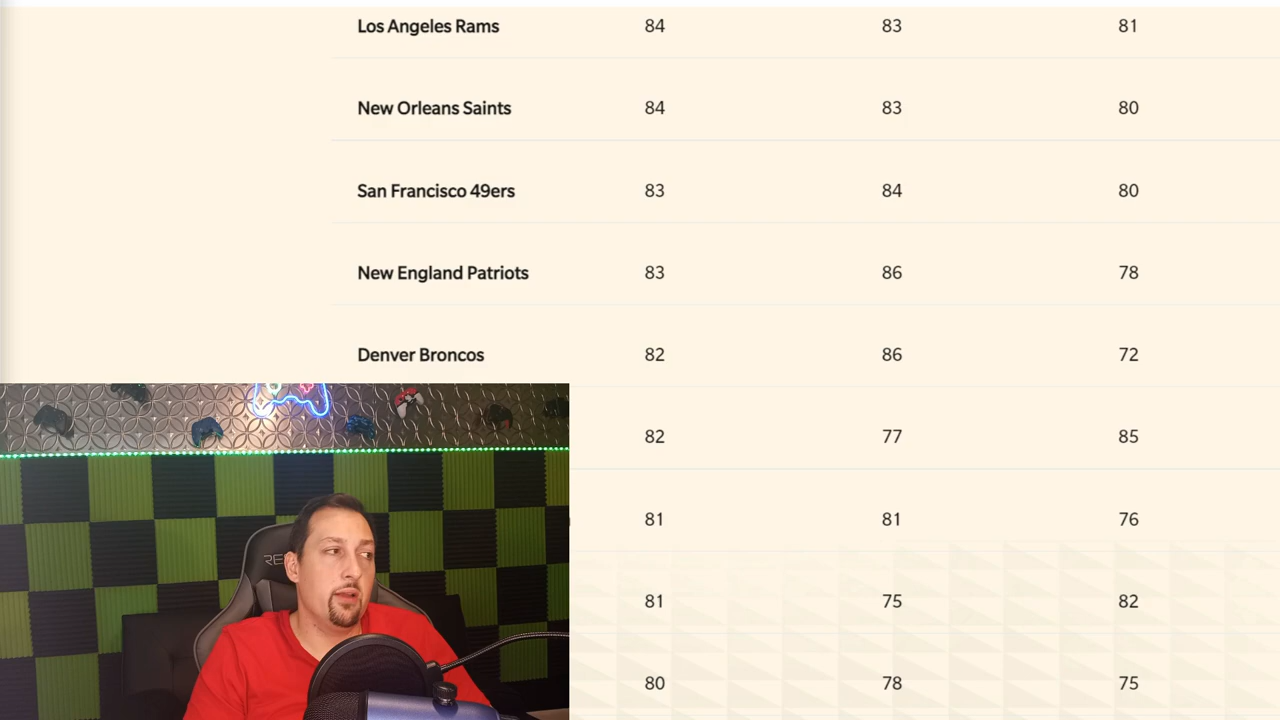 Los Angeles Rams 84 83 81
New Orleans Saints 84 83 80
San Francisco 49ers 83 84 80
New England Patriots 83 86 78
Denver Broncos 82 86 72
82 77 85
81 81 76
81 75 82
80 78 75